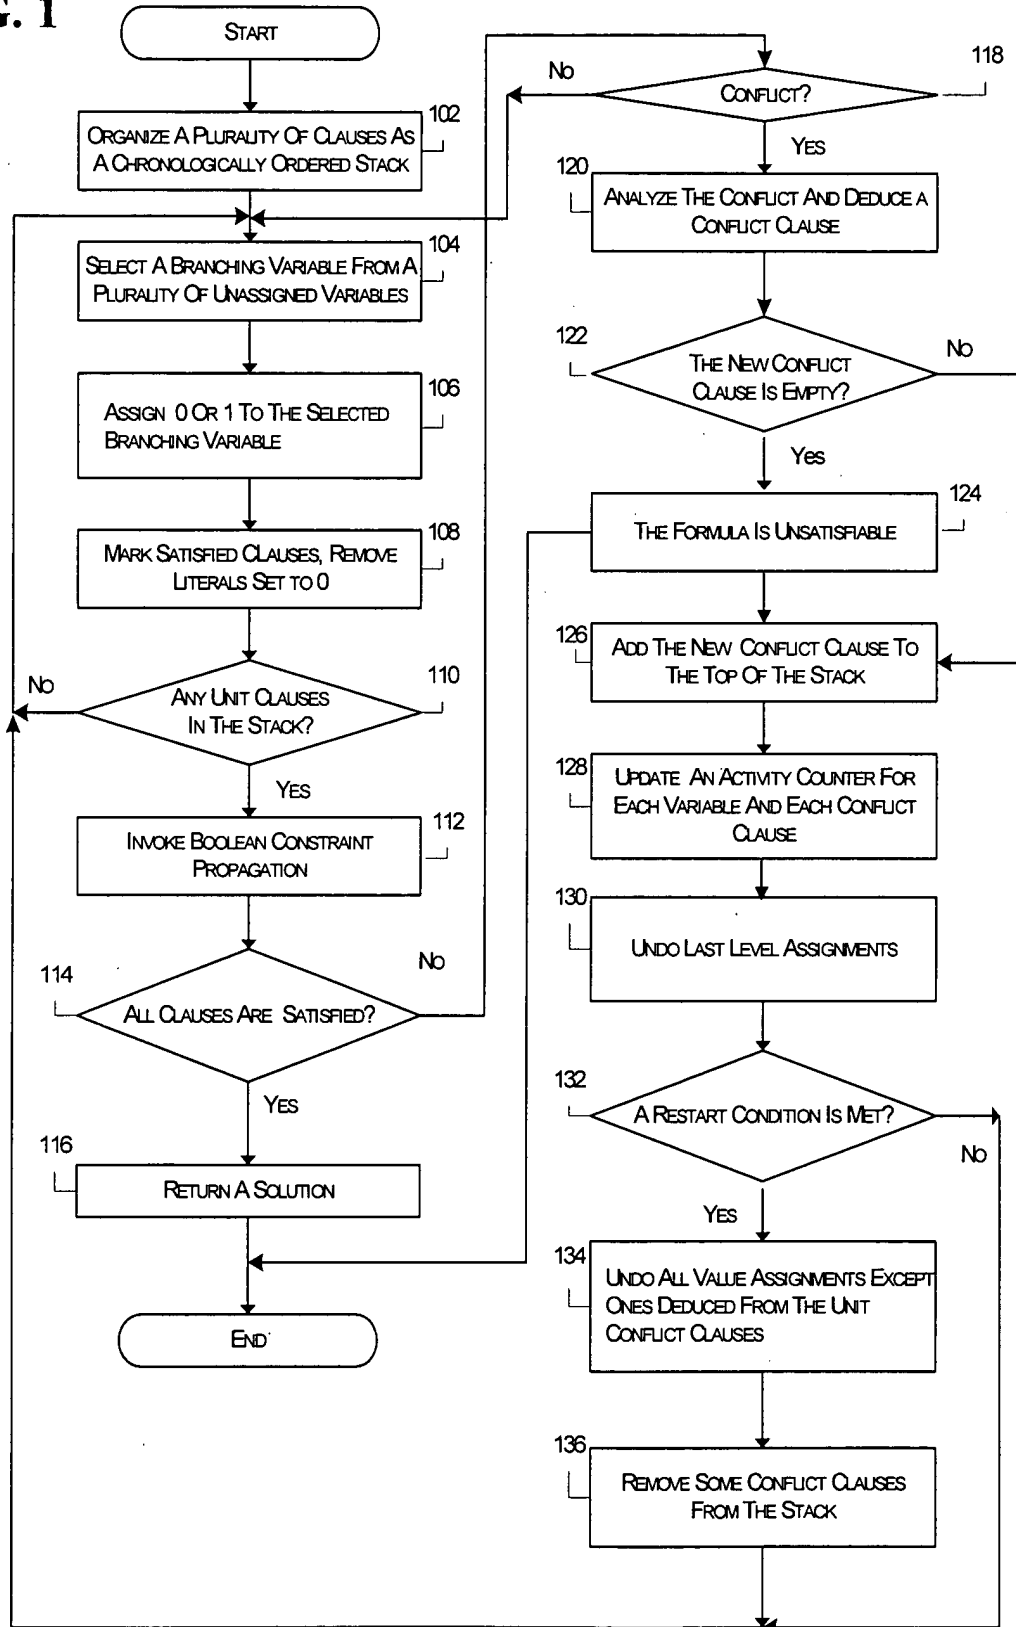 G. 1
START
102
ORGANIZE A PLURALITY OF CLAUSES AS
A CHRONOLOGICALLY ORDERED STACK
104
SELECT A BRANCHING VARIABLE FROM A
PLURALITY OF UNASSIGNED VARIABLES
106
ASSIGN 0 OR 1 TO THE SELECTED
BRANCHING VARIABLE
108
MARK SATISFIED CLAUSES, REMOVE
LITERALS SET TO 0
110
No
ANY UNIT CLAUSES
IN THE STACK?
YES
112
INVOKE BOOLEAN CONSTRAINT
PROPAGATION
114
No
ALL CLAUSES ARE SATISFIED?
YES
116
RETURN A SOLUTION
END
118
No
CONFLICT?
YES
120
ANALYZE THE CONFLICT AND DEDUCE A
CONFLICT CLAUSE
122
No
THE NEW CONFLICT
CLAUSE IS EMPTY?
Yes
124
THE FORMULA IS UNSATISFIABLE
126
ADD THE NEW CONFLICT CLAUSE TO
THE TOP OF THE STACK
128
UPDATE AN ACTIVITY COUNTER FOR
EACH VARIABLE AND EACH CONFLICT
CLAUSE
130
UNDO LAST LEVEL ASSIGNMENTS
132
A RESTART CONDITION IS MET?
No
YES
134
UNDO ALL VALUE ASSIGNMENTS EXCEPT
ONES DEDUCED FROM THE UNIT
CONFLICT CLAUSES
136
REMOVE SOME CONFLICT CLAUSES
FROM THE STACK